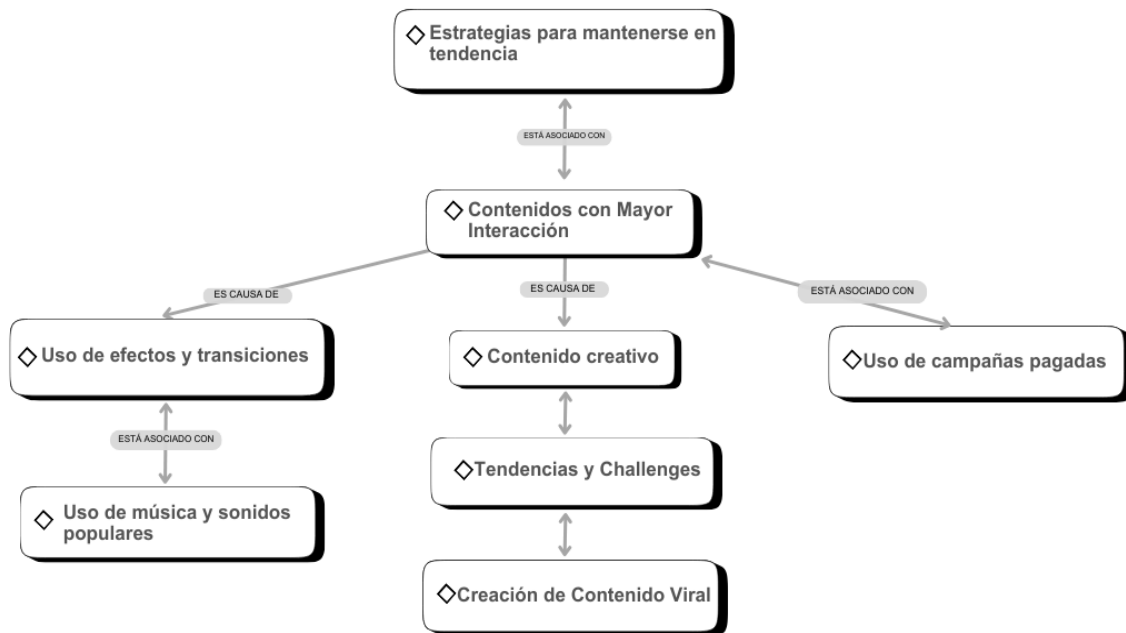 Estrategias para mantenerse en
tendencia
ESTÁ ASOCIADO CON
Contenidos con Mayor
Interacción
ES CAUSA DE
ES CAUSA DE
ESTÁ ASOCIADO CON
Uso de efectos y transiciones
Contenido creativo
Uso de campañas pagadas
ESTÁ ASOCIADO CON
Tendencias y Challenges
Uso de música y sonidos
populares
Creación de Contenido Viral